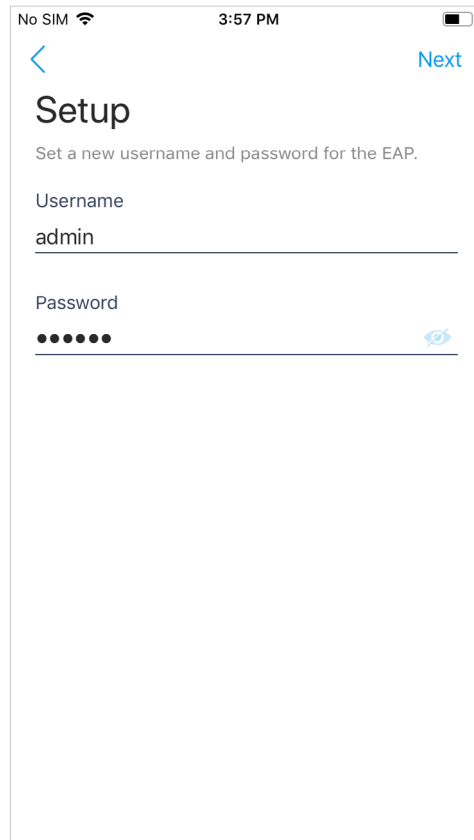 No SIM 3:57 PM
Next
Setup
Set a new username and password for the EAP.
Username
admin
Password
●●●●●●